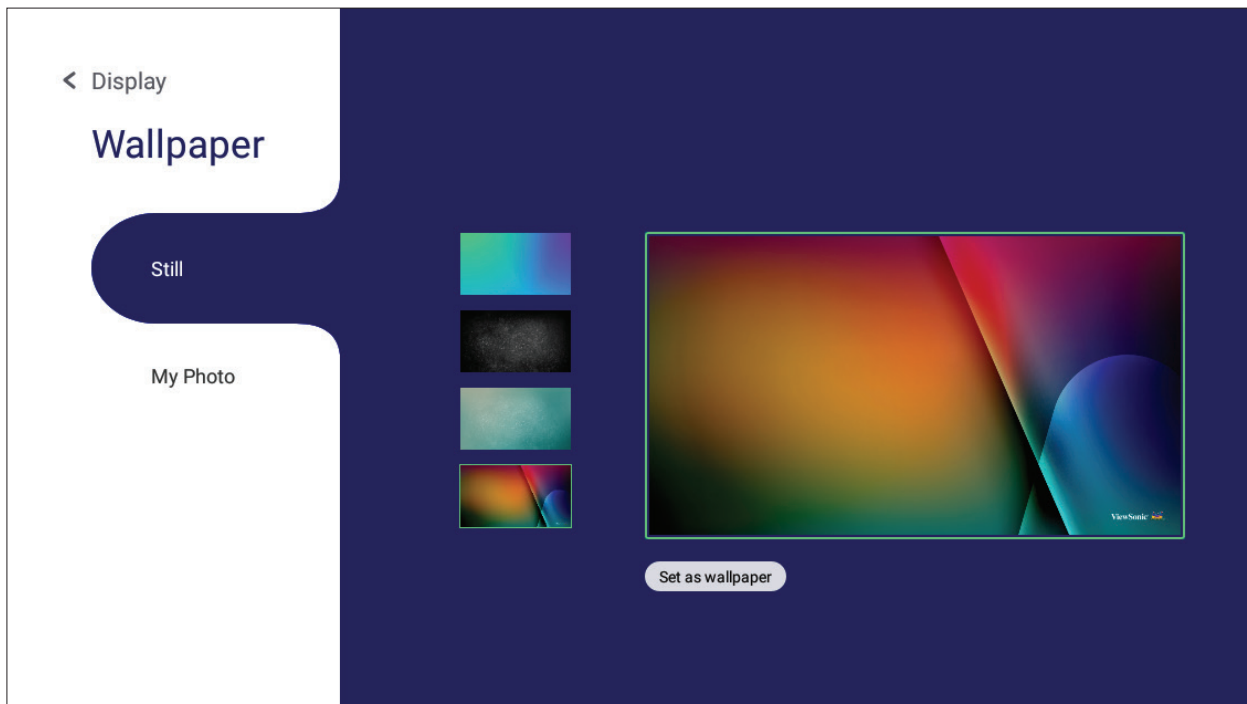 Display
Wallpaper
Still
My Photo
ViewSonic
Set as wallpaper